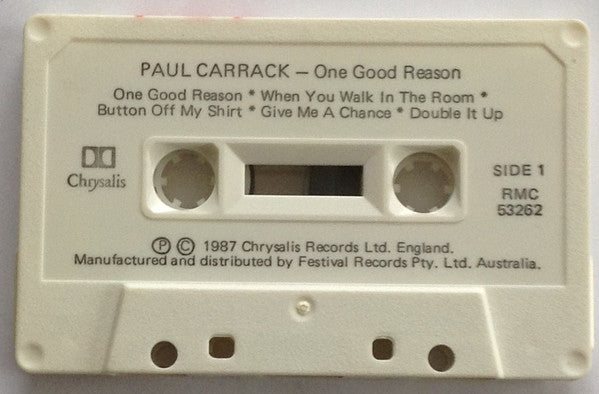 PAUL CARRACK – One Good Reason
One Good Reason * When You Walk In The Room *
Button Off My Shirt * Give Me A Chance * Double It Up
Chrysalis
SIDE 1
RMC
53262
Ⓟ © 1987 Chrysalis Records Ltd. England.
Manufactured and distributed by Festival Records Pty. Ltd. Australia.